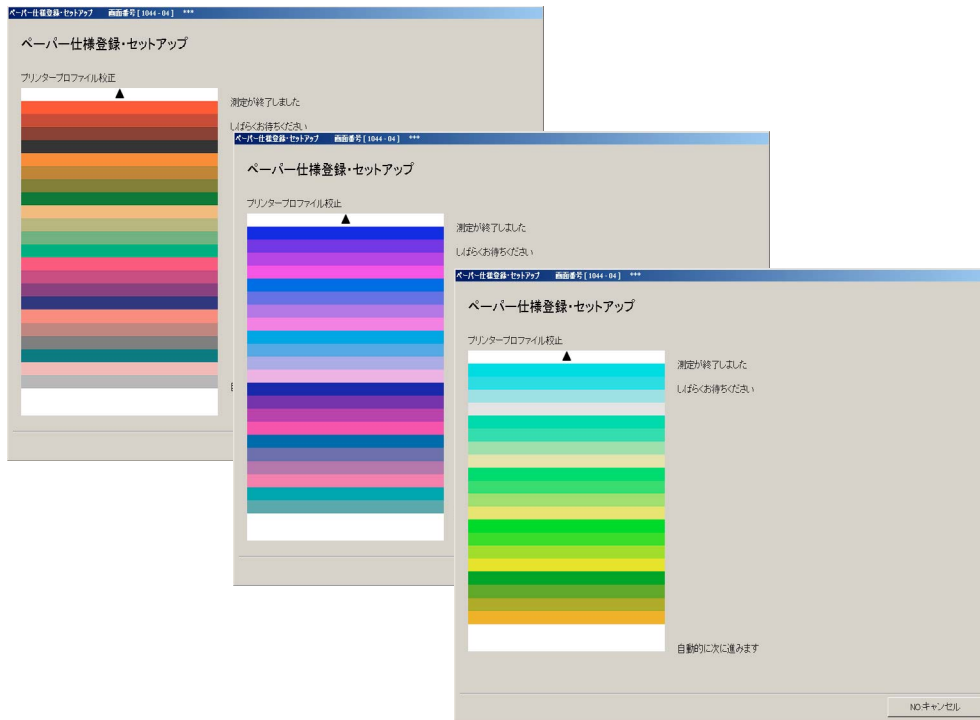 ペーパー仕様登録・セットアップ 画面番号[1044-04] ***
ペーパー仕様登録・セットアップ
プリンタープロファイル校正
測定が終了しました
しばらくお待ちください
ペーパー仕様登録・セットアップ 画面番号[1044-04] ***
ペーパー仕様登録・セットアップ
プリンタープロファイル校正
測定が終了しました
しばらくお待ちください
ペーパー仕様登録・セットアップ 画面番号[1044-04] ***
ペーパー仕様登録・セットアップ
プリンタープロファイル校正
測定が終了しました
しばらくお待ちください
自動的に次に進みます
NO キャンセル